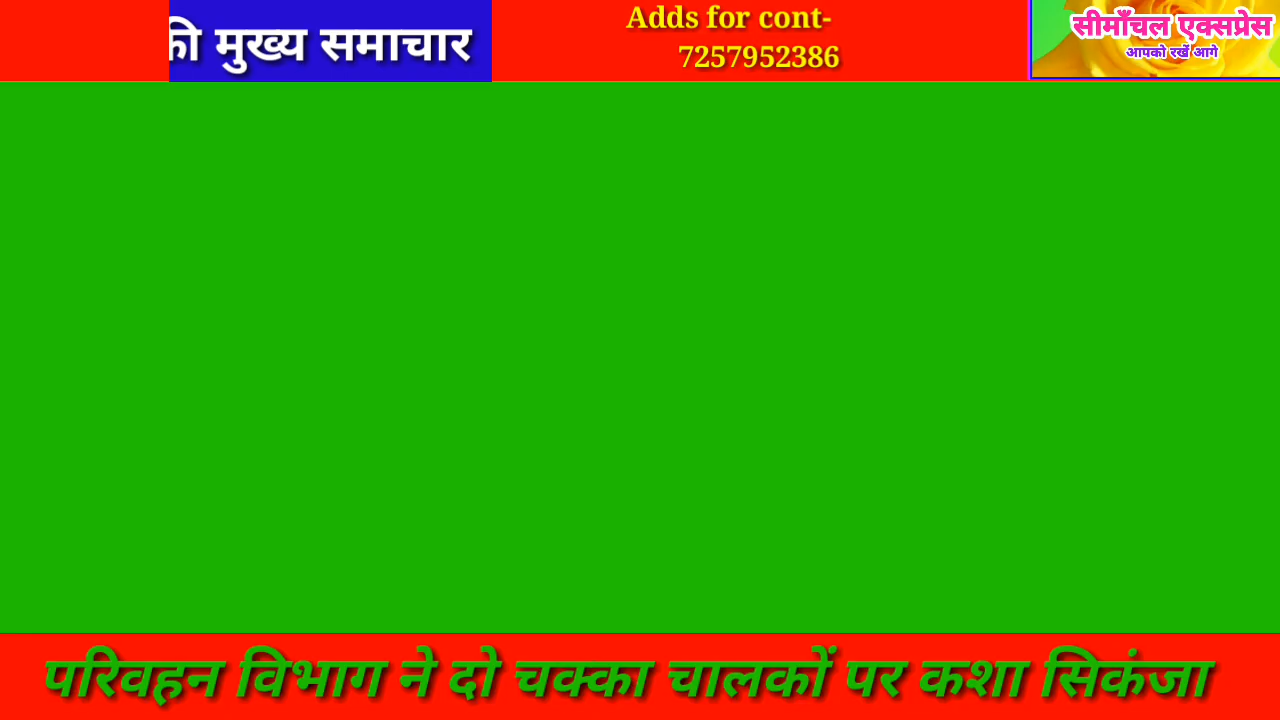 की मुख्य समाचार
Adds for cont-
7257952386
सीमाँचल एक्सप्रेस
आपको रखें आगे
परिवहन विभाग ने दो चक्का चालकों पर कशा सिकंजा